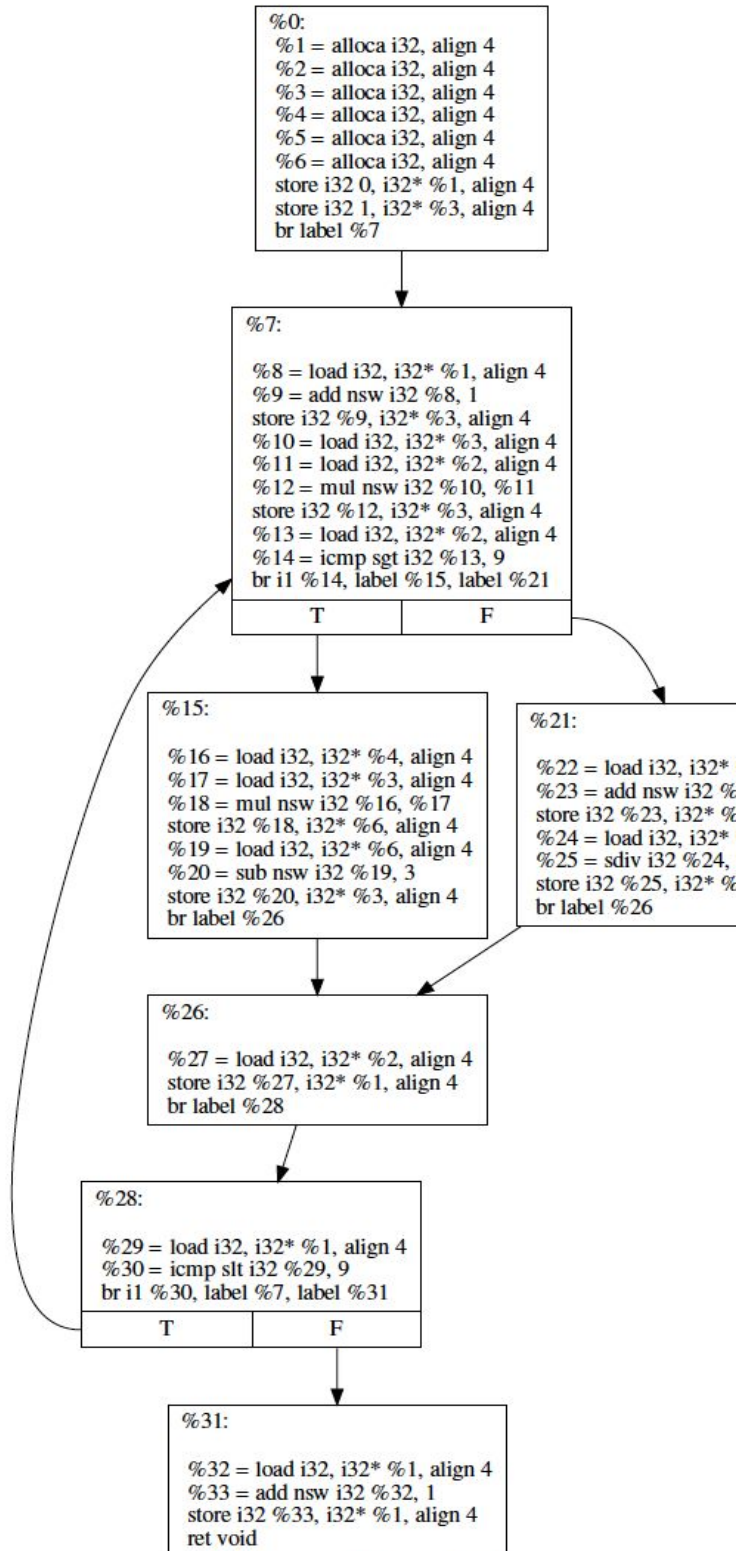 %0:
%1 = alloca i32, align 4
%2 = alloca i32, align 4
%3 = alloca i32, align 4
%4 = alloca i32, align 4
%5 = alloca i32, align 4
%6 = alloca i32, align 4
store i32 0, i32* %1, align 4
store i32 1, i32* %3, align 4
br label %7
%7:
%8 = load i32, i32* %1, align 4
%9 = add nsw i32 %8, 1
store i32 %9, i32* %3, align 4
%10 = load i32, i32* %3, align 4
%11 = load i32, i32* %2, align 4
%12 = mul nsw i32 %10, %11
store i32 %12, i32* %3, align 4
%13 = load i32, i32* %2, align 4
%14 = icmp sgt i32 %13, 9
br i1 %14, label %15, label %21
T
F
%15:
%16 = load i32, i32* %4, align 4
%17 = load i32, i32* %3, align 4
%18 = mul nsw i32 %16, %17
store i32 %18, i32* %6, align 4
%19 = load i32, i32* %6, align 4
%20 = sub nsw i32 %19, 3
store i32 %20, i32* %3, align 4
br label %26
%21:
%22 = load i32, i32*
%23 = add nsw i32 %
store i32 %23, i32* %
%24 = load i32, i32*
%25 = sdiv i32 %24,
store i32 %25, i32* %
br label %26
%26:
%27 = load i32, i32* %2, align 4
store i32 %27, i32* %1, align 4
br label %28
%28:
%29 = load i32, i32* %1, align 4
%30 = icmp slt i32 %29, 9
br i1 %30, label %7, label %31
T
F
%31:
%32 = load i32, i32* %1, align 4
%33 = add nsw i32 %32, 1
store i32 %33, i32* %1, align 4
ret void